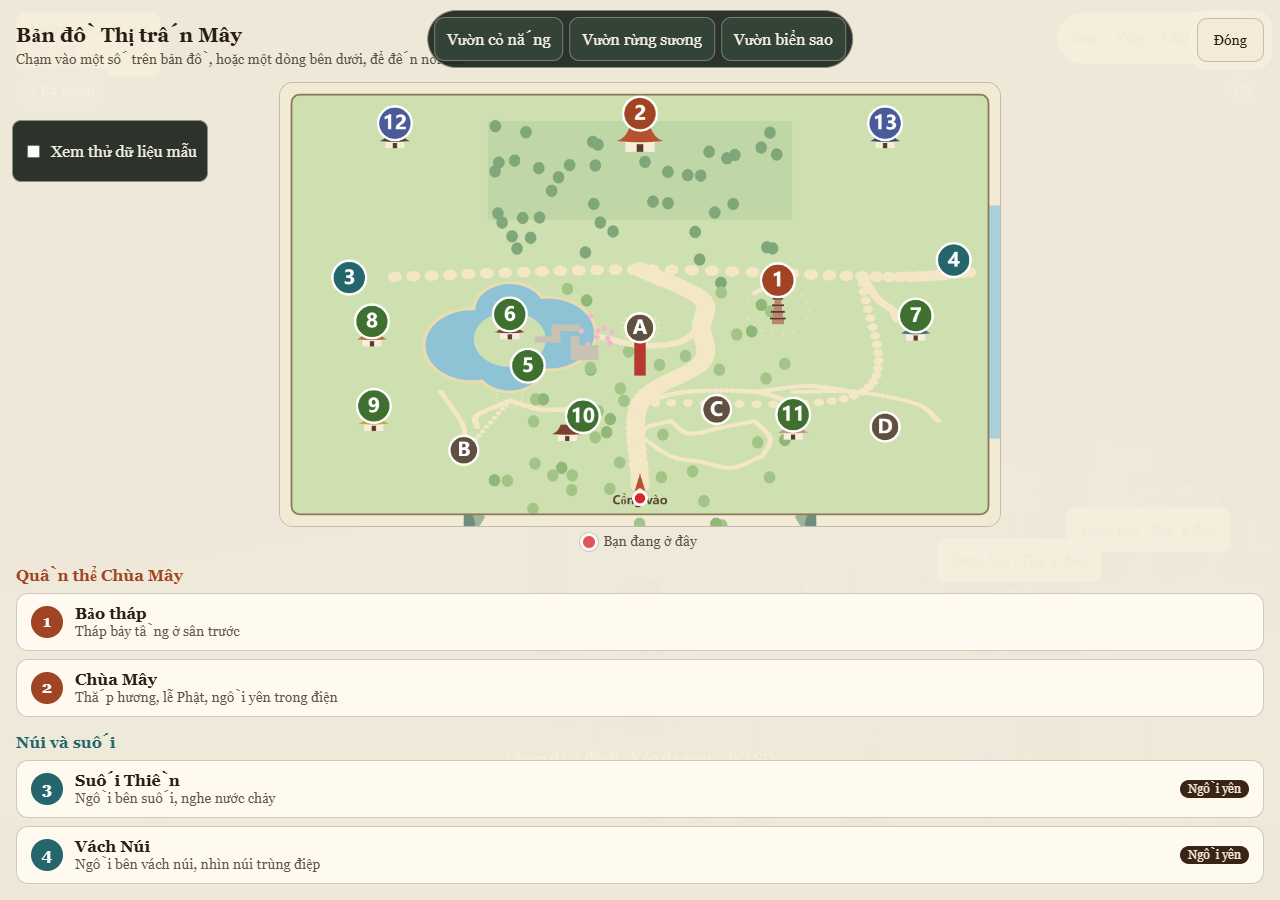 Bản đồ Thị trấn Mây
Chạm vào một số trên bản đồ, hoặc một dòng bên dưới, để đến
Vườn cỏ nắng
Vườn rừng sương
Vườn biển sao
Đóng
Xem thử dữ liệu mẫu
12
2
13
3
4
1
8
6
A
7
5
9
10
C
11
D
B
Cổng vào
Bạn đang ở đây
Quần thể Chùa Mây
1
Bảo tháp
Tháp bảy tầng ở sân trước
2
Chùa Mây
Thắp hương, lễ Phật, ngồi yên trong điện
Núi và suối
3
Suối Thiền
Ngồi bên suối, nghe nước chảy
Ngồi yên
4
Vách Núi
Ngồi bên vách núi, nhìn núi trùng điệp
Ngồi yên